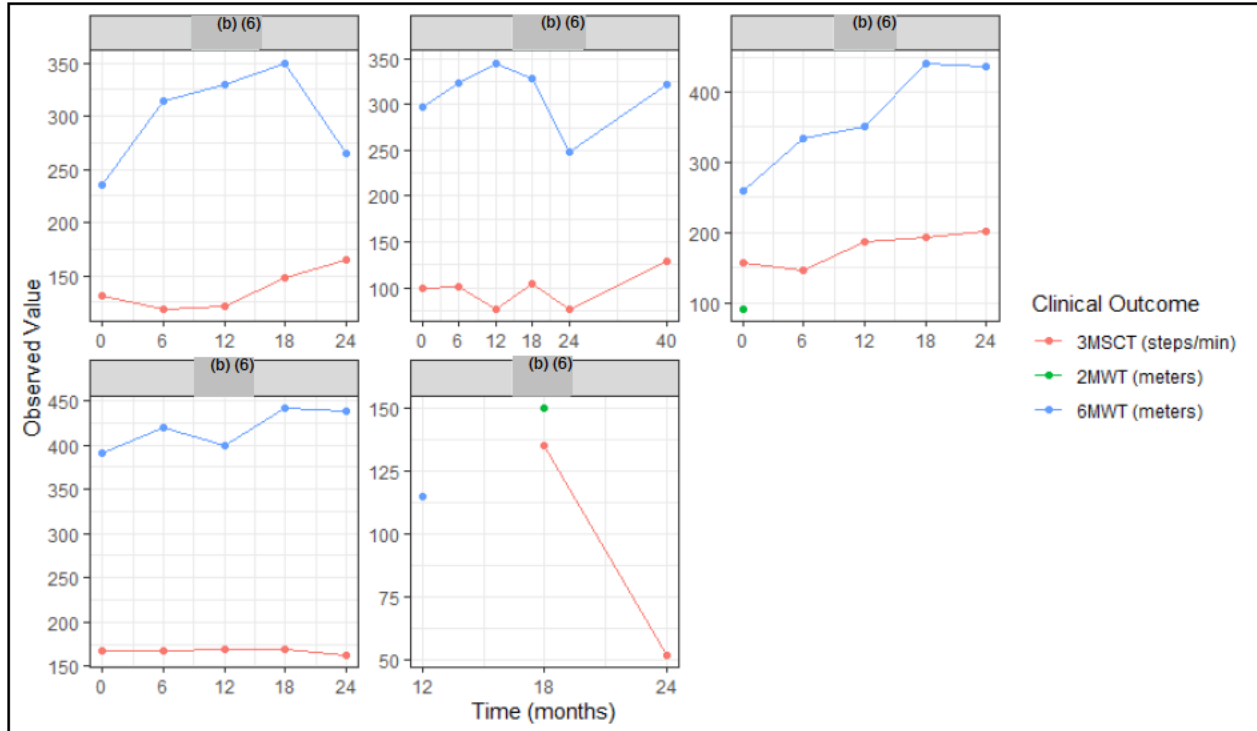 (b) (6)
350
300
250
200
150
0 6 12 18 24
(b) (6)
350
300
250
200
150
100
0 6 12 18 24 40
(b) (6)
400
300
200
100
0 6 12 18 24
Observed Value
(b) (6)
450
400
350
300
250
200
150
0 6 12 18 24
(b) (6)
150
125
100
75
50
12 18 24
Time (months)
Clinical Outcome
3MSCT (steps/min)
2MWT (meters)
6MWT (meters)